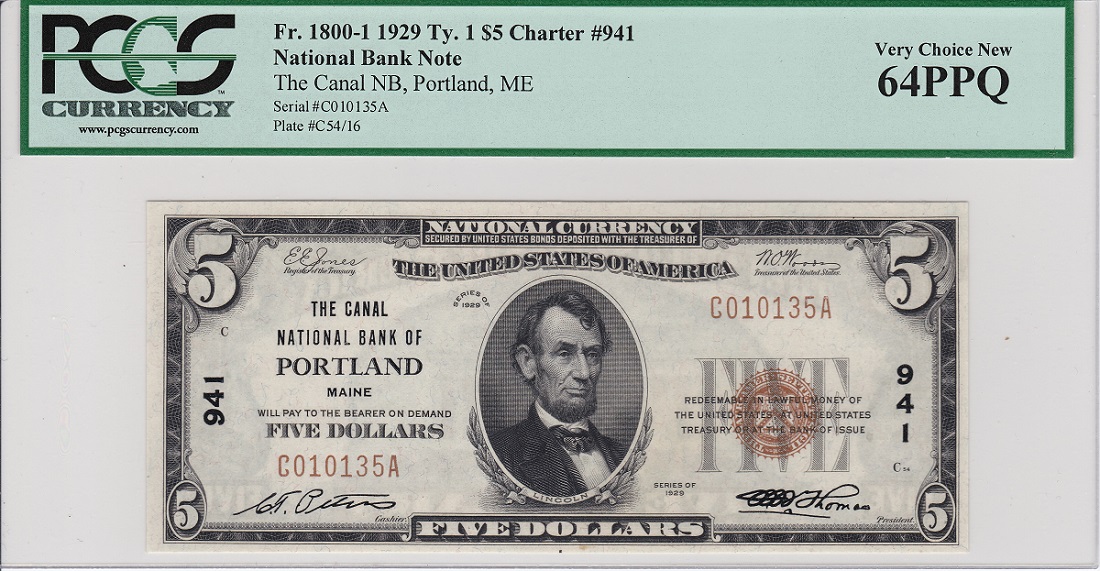 PCGS
CURRENCY
www.pcgscurrency.com
TM
Fr. 1800-1 1929 Ty. 1 $5 Charter #941
National Bank Note
The Canal NB, Portland, ME
Serial #C010135A
Plate #C54/16
Very Choice New
64PPQ
NATIONAL CURRENCY
SECURED BY UNITED STATES BONDS DEPOSITED WITH THE TREASURER OF
THE UNITED STATES OF AMERICA
5
5
E.E. Jones
Register of the Treasury
W.O. Woods
Treasurer of the United States
SERIES OF
1929
C
THE CANAL
NATIONAL BANK OF
PORTLAND
MAINE
WILL PAY TO THE BEARER ON DEMAND
FIVE DOLLARS
C010135A
941
C010135A
FIVE
REDEEMABLE IN LAWFUL MONEY OF
THE UNITED STATES AT UNITED STATES
TREASURY OR AT THE BANK OF ISSUE
941
C54
SERIES OF
1929
LINCOLN
5
Cashier
FIVE DOLLARS
Thomas
President
5